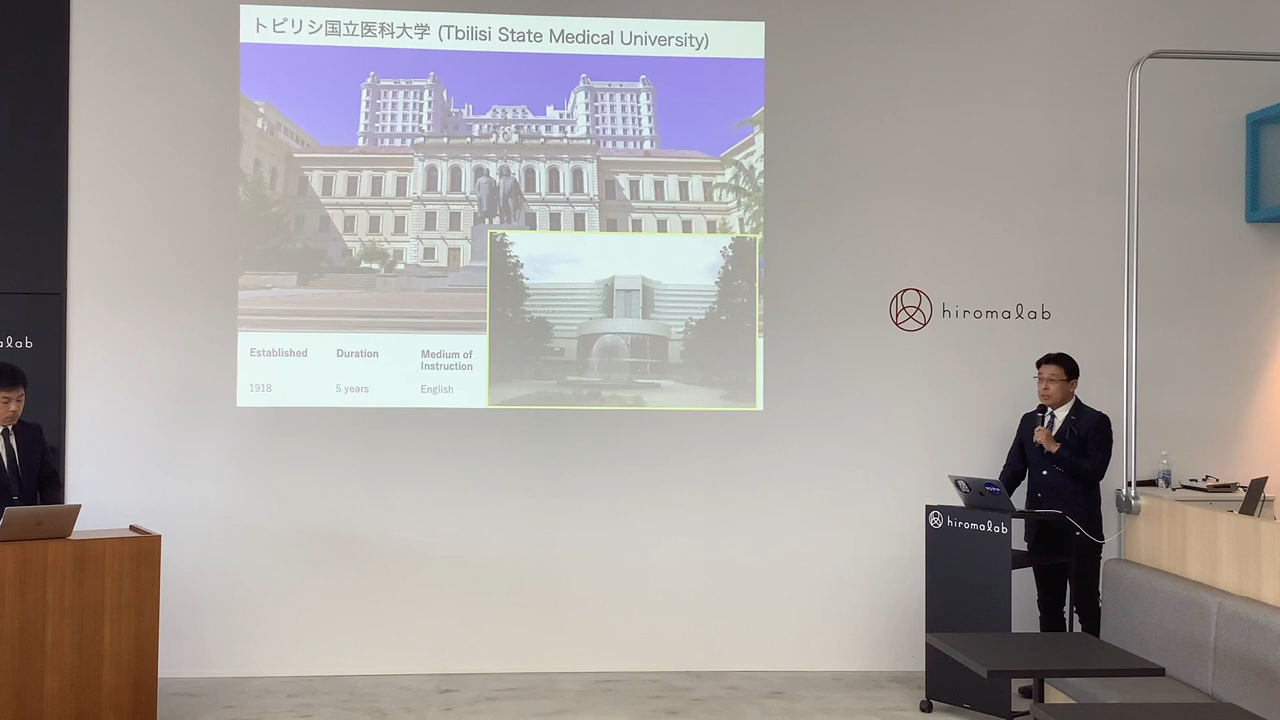 トビリシ国立医科大学 (Tbilisi State Medical University)
Established
Duration
Medium of
Instruction
1918
5 years
English
hiromalab
alab
hiromalab